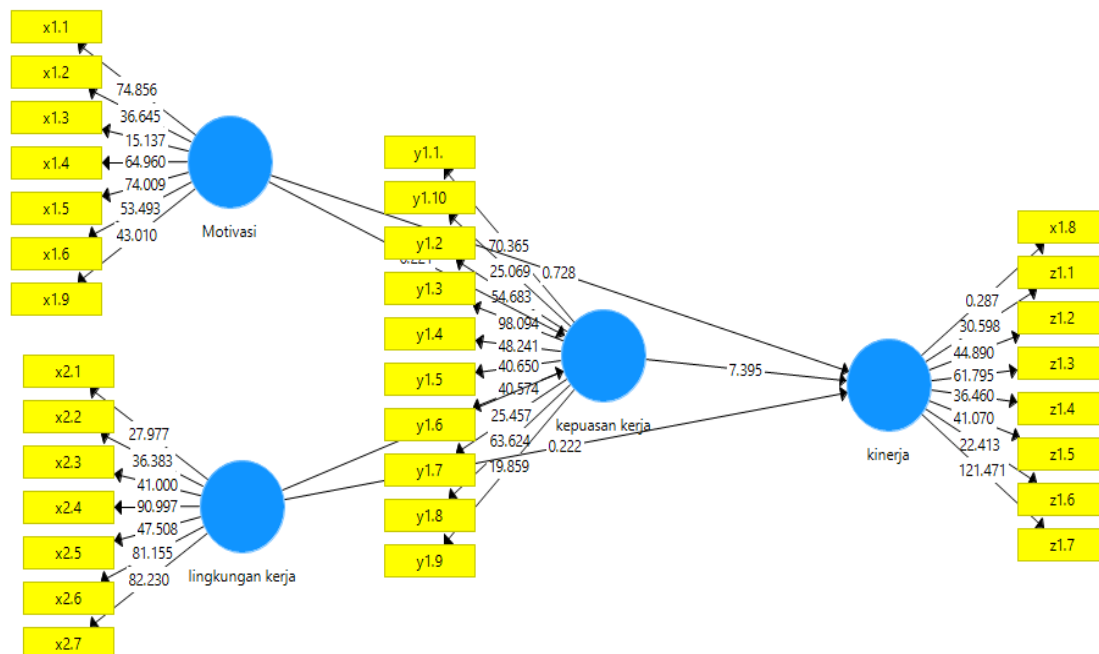 x1.1
x1.2
x1.3
x1.4
x1.5
x1.6
x1.9
74.856
36.645
15.137
64.960
74.009
53.493
43.010
Motivasi
x2.1
x2.2
x2.3
x2.4
x2.5
x2.6
x2.7
27.977
36.383
41.000
90.997
47.508
81.155
82.230
lingkungan kerja
y1.1.
y1.10
y1.2
y1.3
y1.4
y1.5
y1.6
y1.7
y1.8
y1.9
70.365
25.069
54.683
98.094
48.241
40.650
40.574
25.457
63.624
19.859
kepuasan kerja
0.728
7.395
0.222
kinerja
0.287
30.598
44.890
61.795
36.460
41.070
22.413
121.471
x1.8
z1.1
z1.2
z1.3
z1.4
z1.5
z1.6
z1.7